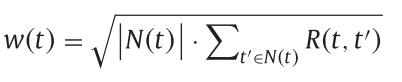 w(t) = √(|N(t)| · ∑_{t′∈N(t)} R(t, t′))